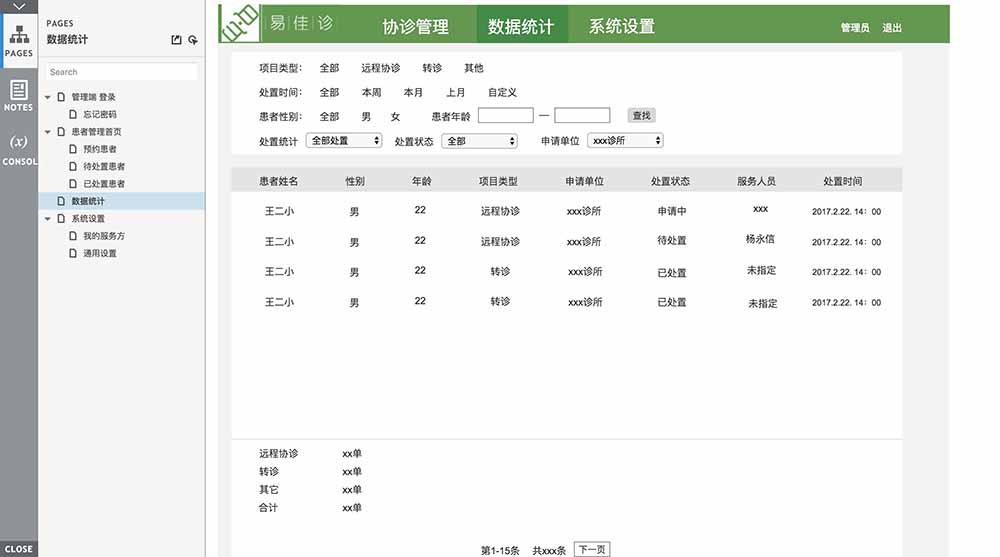 PAGES
数据统计
Search
管理端 登录
忘记密码
患者管理首页
预约患者
待处置患者
已处置患者
数据统计
系统设置
我的服务方
通用设置
PAGES
NOTES
(x)
CONSOL
CLOSE
易佳诊 协诊管理 数据统计 系统设置 管理员 退出
项目类型： 全部 远程协诊 转诊 其他
处置时间： 全部 本周 本月 上月 自定义
患者性别： 全部 男 女 患者年龄 — 查找
处置统计 全部处置 处置状态 全部 申请单位 xxx诊所
患者姓名 性别 年龄 项目类型 申请单位 处置状态 服务人员 处置时间
王二小 男 22 远程协诊 xxx诊所 申请中 xxx 2017.2.22. 14：00
王二小 男 22 远程协诊 xxx诊所 待处置 杨永信 2017.2.22. 14：00
王二小 男 22 转诊 xxx诊所 已处置 未指定 2017.2.22. 14：00
王二小 男 22 转诊 xxx诊所 已处置 未指定 2017.2.22. 14：00
远程协诊 xx单
转诊 xx单
其它 xx单
合计 xx单
第1-15条 共xxx条 下一页